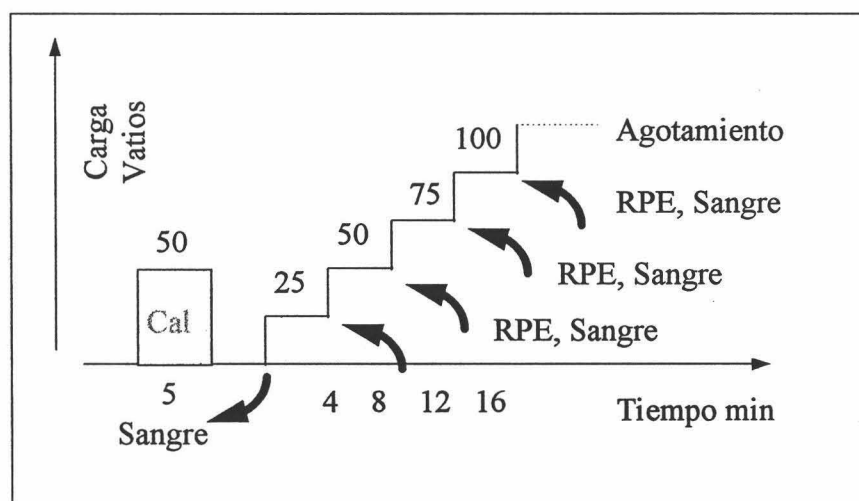 Carga
Vatios
100
Agotamiento
75
RPE, Sangre
50
50
25
RPE, Sangre
Cal
RPE, Sangre
5
4 8 12 16
Tiempo min
Sangre